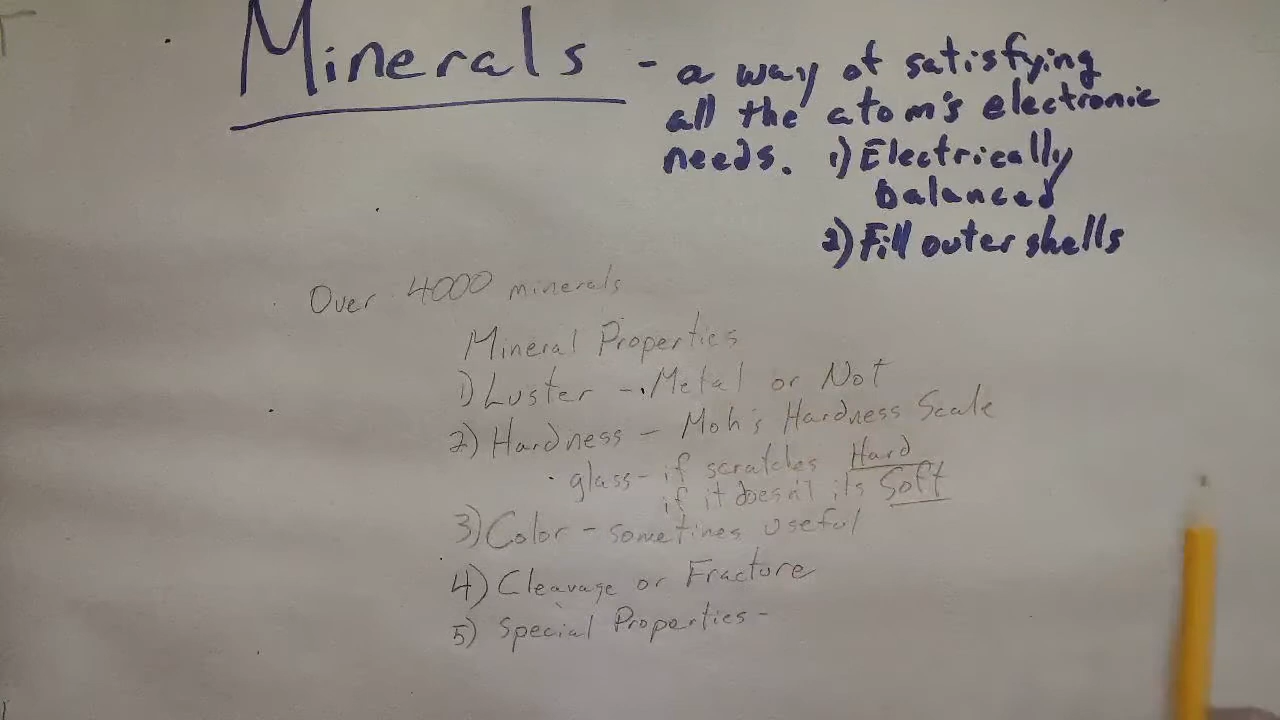 Minerals - a way of satisfying
all the atom's electronic
needs. 1) Electrically
balanced
2) Fill outer shells
Over 4000 minerals
Mineral Properties
1) Luster - Metal or Not
2) Hardness - Moh's Hardness Scale
glass - if scratches Hard
if it doesn't its Soft
3) Color - sometimes useful
4) Cleavage or Fracture
5) Special Properties -